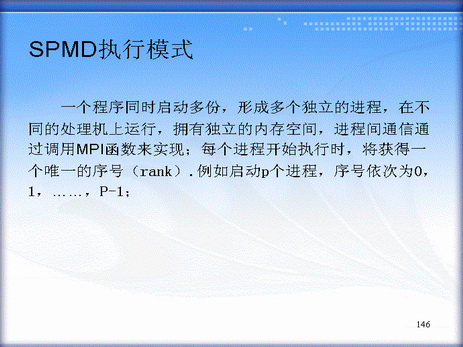 SPMD执行模式
一个程序同时启动多份，形成多个独立的进程，在不
同的处理机上运行，拥有独立的内存空间，进程间通信通
过调用MPI函数来实现；每个进程开始执行时，将获得一
个唯一的序号（rank）.例如启动p个进程，序号依次为0，
1，……，P-1；
146